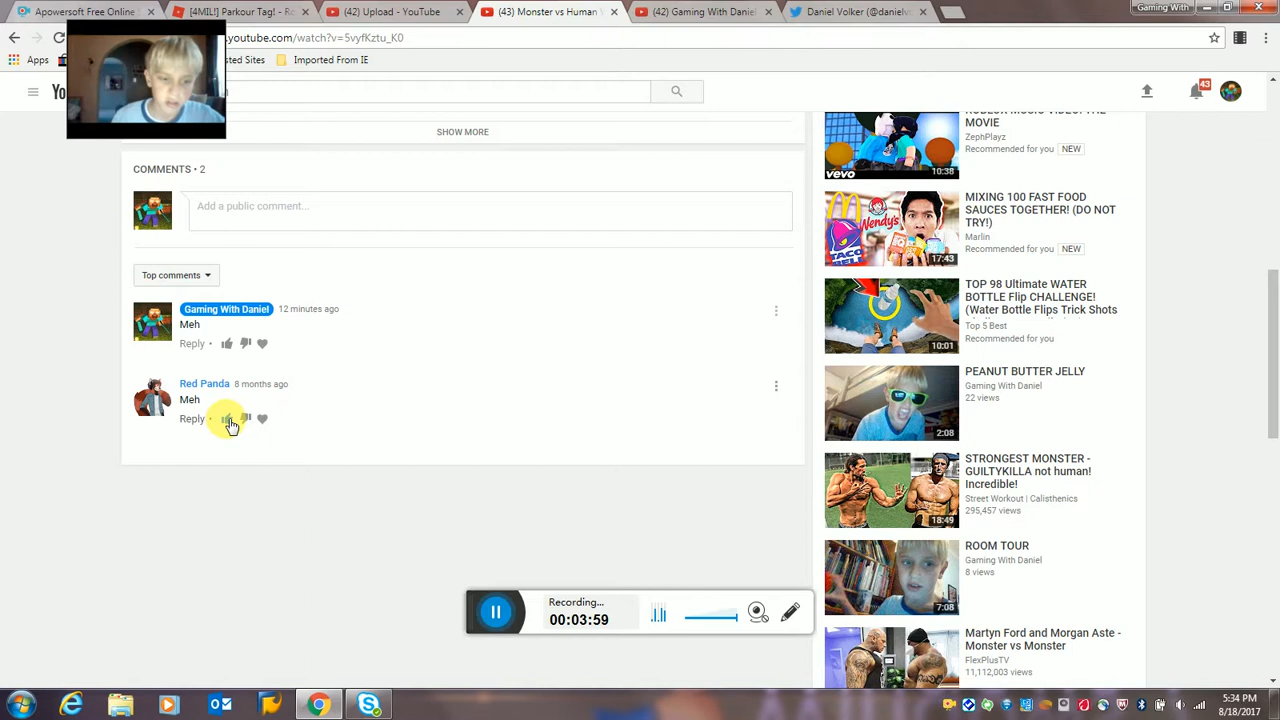 Apowersoft Free Online
[4MIL!] Parkour Tag! -
(42) Upload - YouTube
(43) Monster vs Human
(42) Gaming With Daniel
Gaming With
.youtube.com/watch?v=5vyfKztu_K0
Apps
ted Sites
Imported From IE
Yo
43
SHOW MORE
COMMENTS • 2
Add a public comment...
Top comments
Gaming With Daniel 12 minutes ago
Meh
Reply •
Red Panda 8 months ago
Meh
Reply •
ROBLOX MUSIC VIDEO! THE
MOVIE
ZephPlayz
Recommended for you NEW
vevo
10:38
MIXING 100 FAST FOOD
SAUCES TOGETHER! (DO NOT
TRY!)
Marlin
Recommended for you NEW
Wendy's
TACO
BELL
17:43
TOP 98 Ultimate WATER
BOTTLE Flip CHALLENGE!
(Water Bottle Flips Trick Shots
Top 5 Best
Recommended for you
10:01
PEANUT BUTTER JELLY
Gaming With Daniel
22 views
2:08
STRONGEST MONSTER -
GUILTYKILLA not human!
Incredible!
Street Workout | Calisthenics
295,457 views
18:49
ROOM TOUR
Gaming With Daniel
8 views
7:08
Martyn Ford and Morgan Aste -
Monster vs Monster
FlexPlusTV
11,112,003 views
Recording...
00:03:59
5:34 PM
8/18/2017